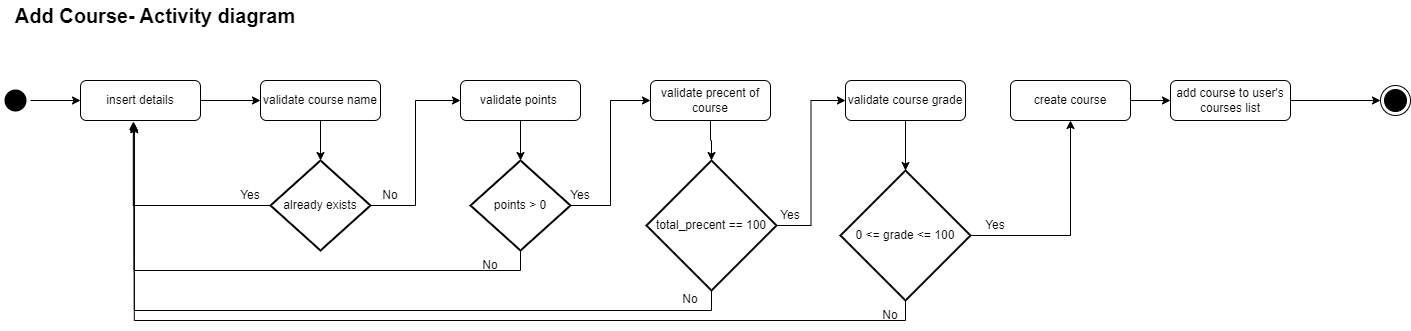 Add Course- Activity diagram
insert details
validate course name
validate points
validate precent of
course
validate course grade
create course
add course to user's
courses list
Yes
already exists
No
points > 0
Yes
No
total_precent == 100
Yes
No
0 <= grade <= 100
Yes
No